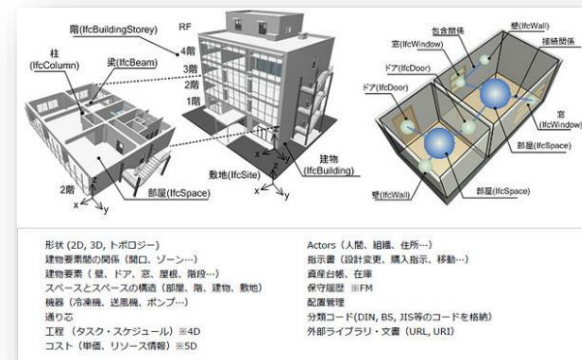 階(IfcBuildingStorey)
RF
4階
3階
2階
1階
柱
(IfcColumn)
梁(IfcBeam)
2階
部屋(IfcSpace)
敷地(IfcSite)
建物
(IfcBuilding)
z
y
x
z
y
x
壁(IfcWall)
包含関係
窓
(IfcWindow)
接続関係
ドア(IfcDoor)
ドア(IfcDoor)
窓
(IfcWindow)
部屋(IfcSpace)
部屋(IfcSpace)
壁(IfcWall)
z
y
x
形状 (2D, 3D, トポロジー)
建物要素間の関係（開口、ゾーン…）
建物要素（ 壁、ドア、窓、屋根、階段…）
スペースとスペースの構造（部屋、階、建物、敷地）
機器（冷凍機、送風機、ポンプ…）
通り芯
工程（タスク・スケジュール）※4D
コスト（単価、リソース情報）※5D
Actors（人間、組織、住所…）
指示書（設計変更、購入指示、移動…）
資産台帳、在庫
保守履歴 ※FM
配置管理
分類コード(DIN, BS, JIS等のコードを格納)
外部ライブラリ・文書（URL, URI）